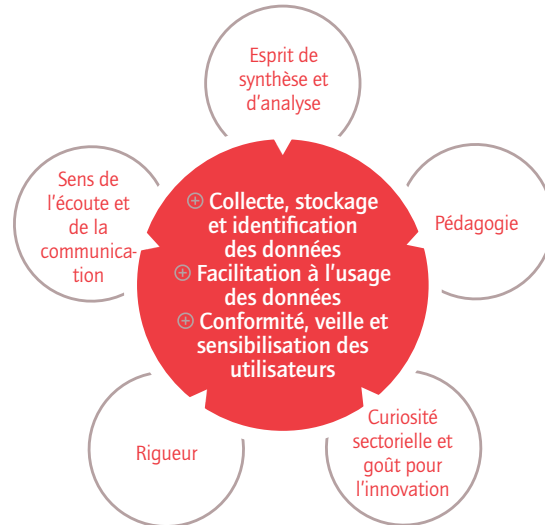 Esprit de
synthèse et
d'analyse
Sens de
l'écoute et
de la
communica-
tion
⊕ Collecte, stockage
et identification
des données
⊕ Facilitation à l'usage
des données
⊕ Conformité, veille et
sensibilisation des
utilisateurs
Pédagogie
Rigueur
Curiosité
sectorielle et
goût pour
l'innovation